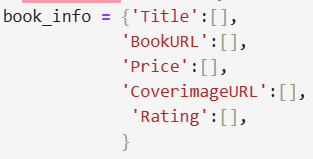 book_info = {'Title':[],
'BookURL':[],
'Price':[],
'CoverimageURL':[],
'Rating':[],
}